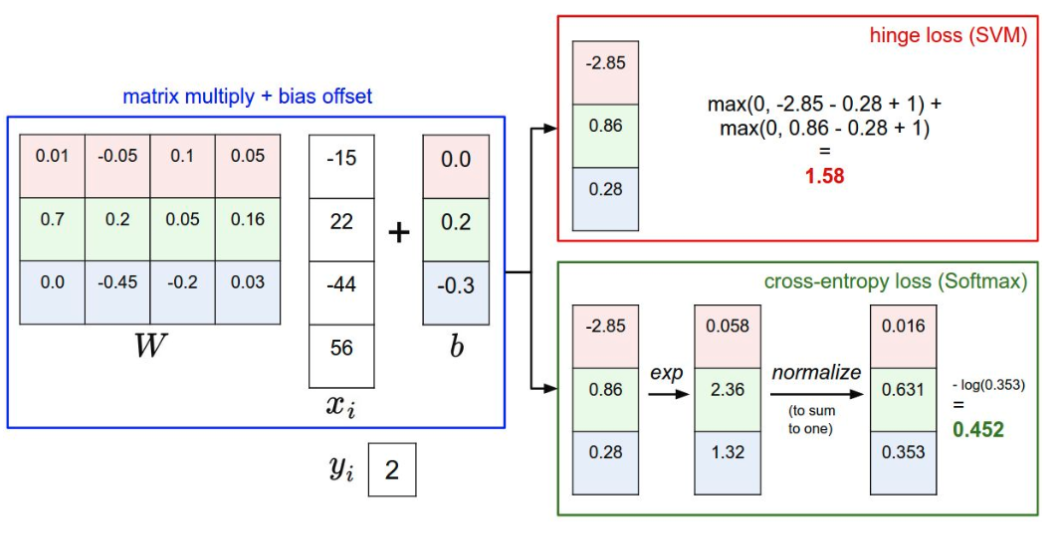 matrix multiply + bias offset
0.01 -0.05 0.1 0.05
0.7 0.2 0.05 0.16
0.0 -0.45 -0.2 0.03
W
-15
22
-44
56
xi
+
0.0
0.2
-0.3
b
yi 2
hinge loss (SVM)
-2.85
0.86
0.28
max(0, -2.85 - 0.28 + 1) +
max(0, 0.86 - 0.28 + 1)
=
1.58
cross-entropy loss (Softmax)
-2.85
0.86
0.28
exp
0.058
2.36
1.32
normalize
(to sum
to one)
0.016
0.631
0.353
- log(0.353)
=
0.452